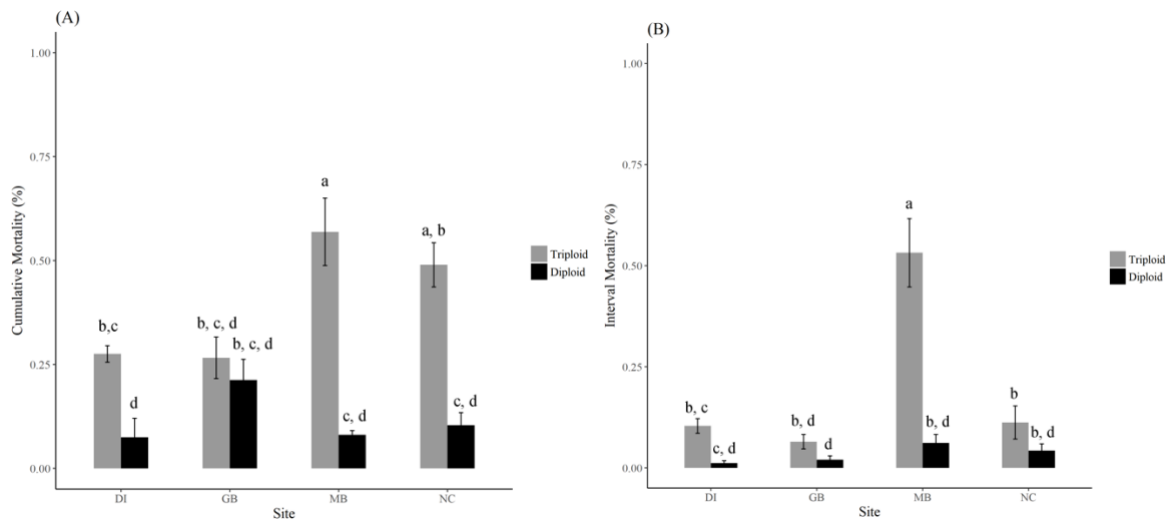 (A)
Cumulative Mortality (%)
1.00
0.75
0.50
0.25
0.00
b,c
d
b, c, d
b, c, d
a
c, d
a, b
c, d
DI
GB
MB
NC
Site
Triploid
Diploid
(B)
Interval Mortality (%)
1.00
0.75
0.50
0.25
0.00
b, c
c, d
b, d
d
a
b, d
b
b, d
DI
GB
MB
NC
Site
Triploid
Diploid